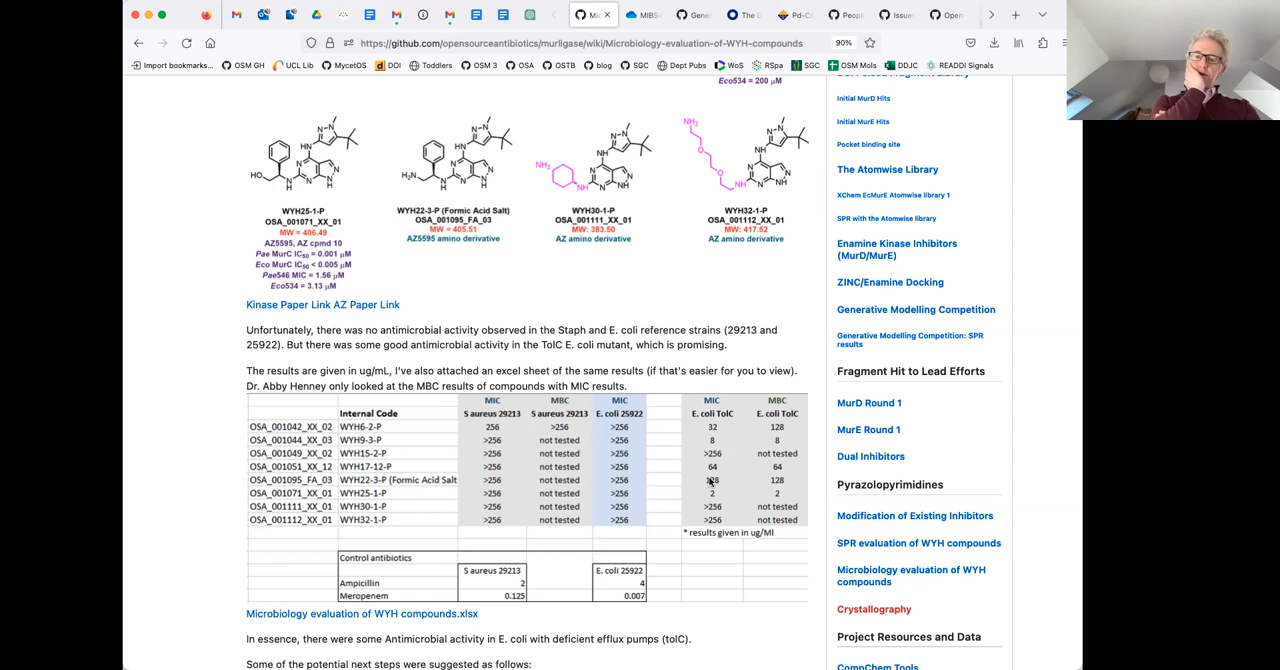 https://github.com/opensourceantibiotics/murligase/wiki/Microbiology-evaluation-of-WYH-compounds
90%
Import bookmarks...
OSM GH
UCL Lib
MycetOS
DOI
Toddlers
OSM 3
OSA
OSTB
blog
SGC
Dept Pubs
WoS
RSpa
SGC
OSM Mols
DDJC
READDI Signals
Eco534 = 200 µM
WYH25-1-P
OSA_001071_XX_01
MW = 406.49
AZ5595, AZ cpmd 10
Pae MurC IC50 = 0.001 µM
Eco MurC IC50 < 0.005 µM
Pae546 MIC = 1.56 µM
Eco534 = 3.13 µM
WYH22-3-P (Formic Acid Salt)
OSA_001095_FA_03
MW = 405.51
AZ5595 amino derivative
WYH30-1-P
OSA_001111_XX_01
MW: 383.50
AZ amino derivative
WYH32-1-P
OSA_001112_XX_01
MW: 417.52
AZ amino derivative
Kinase Paper Link AZ Paper Link
Unfortunately, there was no antimicrobial activity observed in the Staph and E. coli reference strains (29213 and
25922). But there was some good antimicrobial activity in the TolC E. coli mutant, which is promising.
The results are given in ug/mL, I've also attached an excel sheet of the same results (if that's easier for you to view).
Dr. Abby Henney only looked at the MBC results of compounds with MIC results.
MIC MBC MIC MIC MBC
Internal Code S aureus 29213 S aureus 29213 E. coli 25922 E. coli TolC E. coli TolC
OSA_001042_XX_02 WYH6-2-P 256 >256 >256 32 128
OSA_001044_XX_03 WYH9-3-P >256 not tested >256 8 8
OSA_001049_XX_02 WYH15-2-P >256 not tested >256 >256 not tested
OSA_001051_XX_12 WYH17-12-P >256 not tested >256 64 64
OSA_001095_FA_03 WYH22-3-P (Formic Acid Salt >256 not tested >256 128 128
OSA_001071_XX_01 WYH25-1-P >256 not tested >256 2 2
OSA_001111_XX_01 WYH30-1-P >256 not tested >256 >256 not tested
OSA_001112_XX_01 WYH32-1-P >256 not tested >256 >256 not tested
* results given in ug/Ml
Control antibiotics
S aureus 29213 E. coli 25922
Ampicillin 2 4
Meropenem 0.125 0.007
Microbiology evaluation of WYH compounds.xlsx
In essence, there were some Antimicrobial activity in E. coli with deficient efflux pumps (tolC).
Some of the potential next steps were suggested as follows:
Initial MurD Hits
Initial MurE Hits
Pocket binding site
The Atomwise Library
XChem EcMurE Atomwise library 1
SPR with the Atomwise library
Enamine Kinase Inhibitors
(MurD/MurE)
ZINC/Enamine Docking
Generative Modelling Competition
Generative Modelling Competition: SPR
results
Fragment Hit to Lead Efforts
MurD Round 1
MurE Round 1
Dual Inhibitors
Pyrazolopyrimidines
Modification of Existing Inhibitors
SPR evaluation of WYH compounds
Microbiology evaluation of WYH
compounds
Crystallography
Project Resources and Data
CompChem Tools